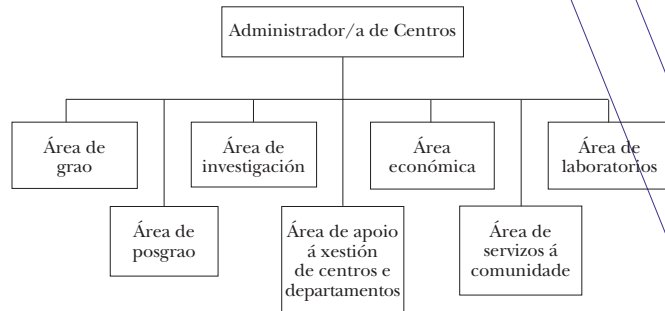 Administrador/a de Centros
Área de
grao
Área de
investigación
Área
económica
Área de
laboratorios
Área de
posgrao
Área de apoio
á xestión
de centros e
departamentos
Área de
servizos á
comunidade